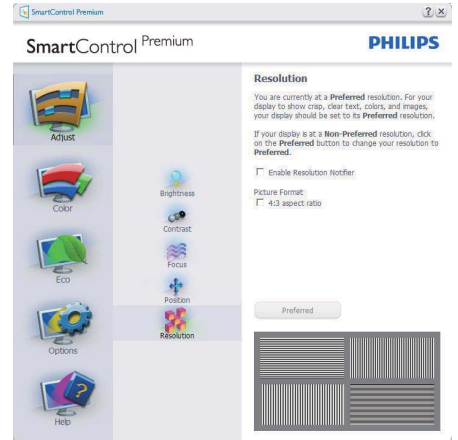 SmartControl Premium
? x
SmartControl Premium
PHILIPS
Adjust
Color
Eco
Options
Help
Brightness
Contrast
Focus
Position
Resolution
Resolution
You are currently at a Preferred resolution. For your
display to show crisp, clear text, colors, and images,
your display should be set to its Preferred resolution.
If your display is at a Non-Preferred resolution, click
on the Preferred button to change your resolution to
Preferred.
Enable Resolution Notifier
Picture Format
4:3 aspect ratio
Preferred